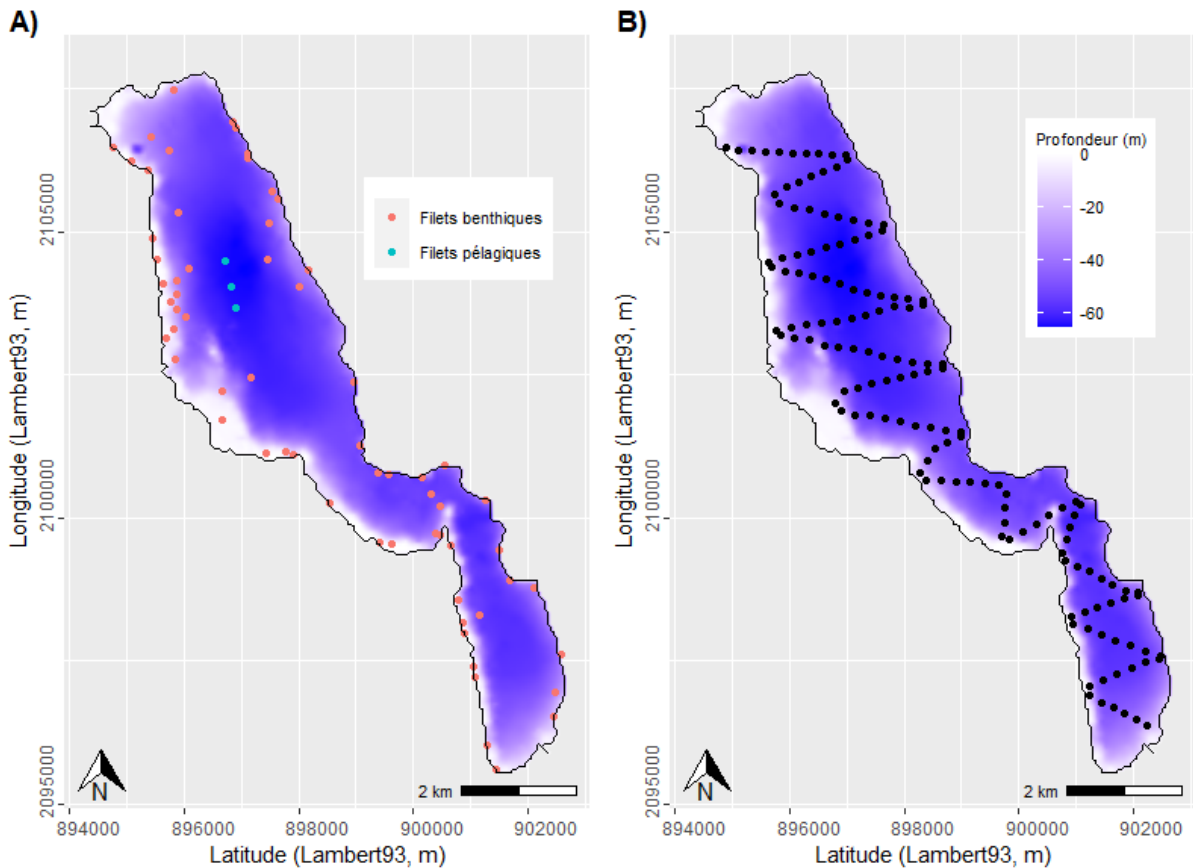 A)
B)
Filets benthiques
Filets pélagiques
Profondeur (m)
0
-20
-40
-60
2105000
2100000
2095000
Longitude (Lambert93, m)
N
2 km
894000 896000 898000 900000 902000
Latitude (Lambert93, m)
2105000
2100000
2095000
Longitude (Lambert93, m)
N
2 km
894000 896000 898000 900000 902000
Latitude (Lambert93, m)